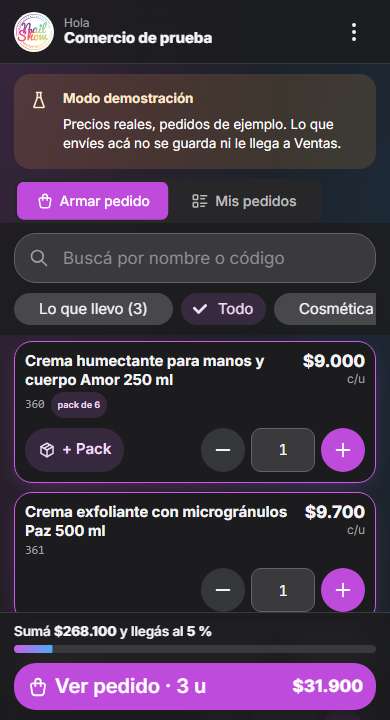 Nail Show
Hola
Comercio de prueba
Modo demostración
Precios reales, pedidos de ejemplo. Lo que
envíes acá no se guarda ni le llega a Ventas.
Armar pedido
Mis pedidos
Buscá por nombre o código
Lo que llevo (3)
Todo
Cosmética
Crema humectante para manos y
cuerpo Amor 250 ml
$9.000
c/u
360
pack de 6
+ Pack
1
Crema exfoliante con microgránulos
Paz 500 ml
$9.700
c/u
361
1
Sumá $268.100 y llegás al 5 %
Ver pedido · 3 u
$31.900